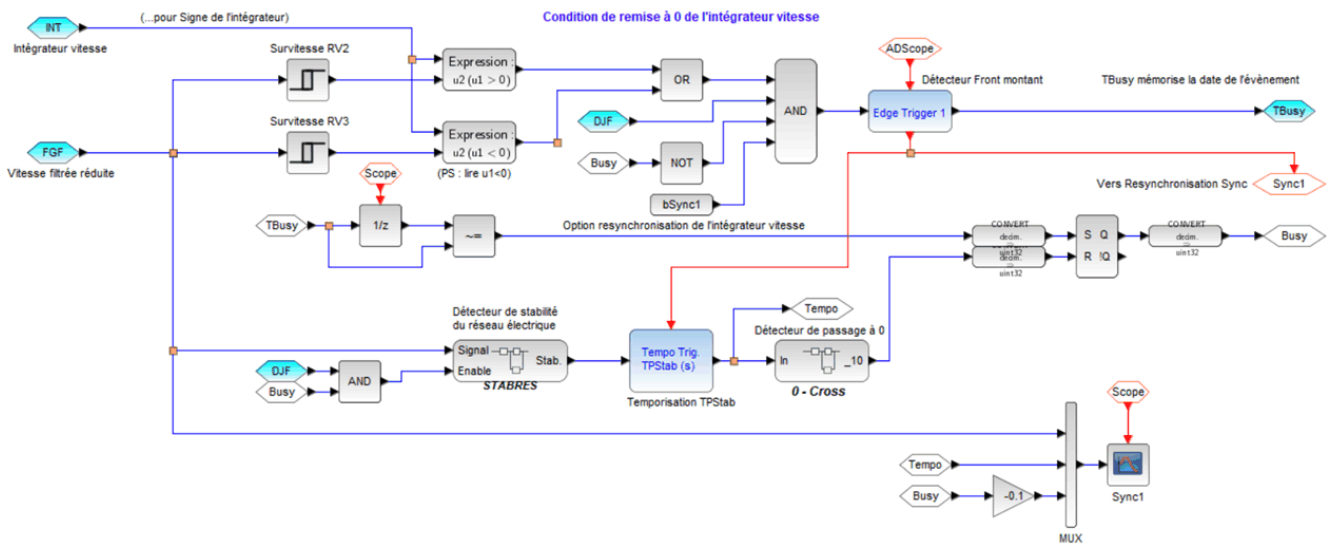 (...pour Signe de l'intégrateur)
Condition de remise à 0 de l'intégrateur vitesse
INT
Intégrateur vitesse
Survitesse RV2
Expression :
u2 (u1 > 0)
OR
ADScope
Détecteur Front montant
TBusy mémorise la date de l'évènement
Edge Trigger 1
TBusy
AND
DJF
Survitesse RV3
Expression :
u2 (u1 < 0)
(PS : lire u1<0)
FGF
Vitesse filtrée réduite
Busy
NOT
bSync1
Vers Resynchronisation Sync
Sync1
Scope
TBusy
1/z
~=
Option resynchronisation de l'intégrateur vitesse
CONVERT
decim.
uint32
S Q
R !Q
CONVERT
decim.
=>
uint32
Busy
Détecteur de stabilité
du réseau électrique
Tempo
Détecteur de passage à 0
Signal
Enable
Stab.
STABRES
Tempo Trig.
TPStab (s)
Temporisation TPStab
In
_10
0 - Cross
DJF
Busy
AND
Scope
Tempo
Busy
-0.1
MUX
Sync1